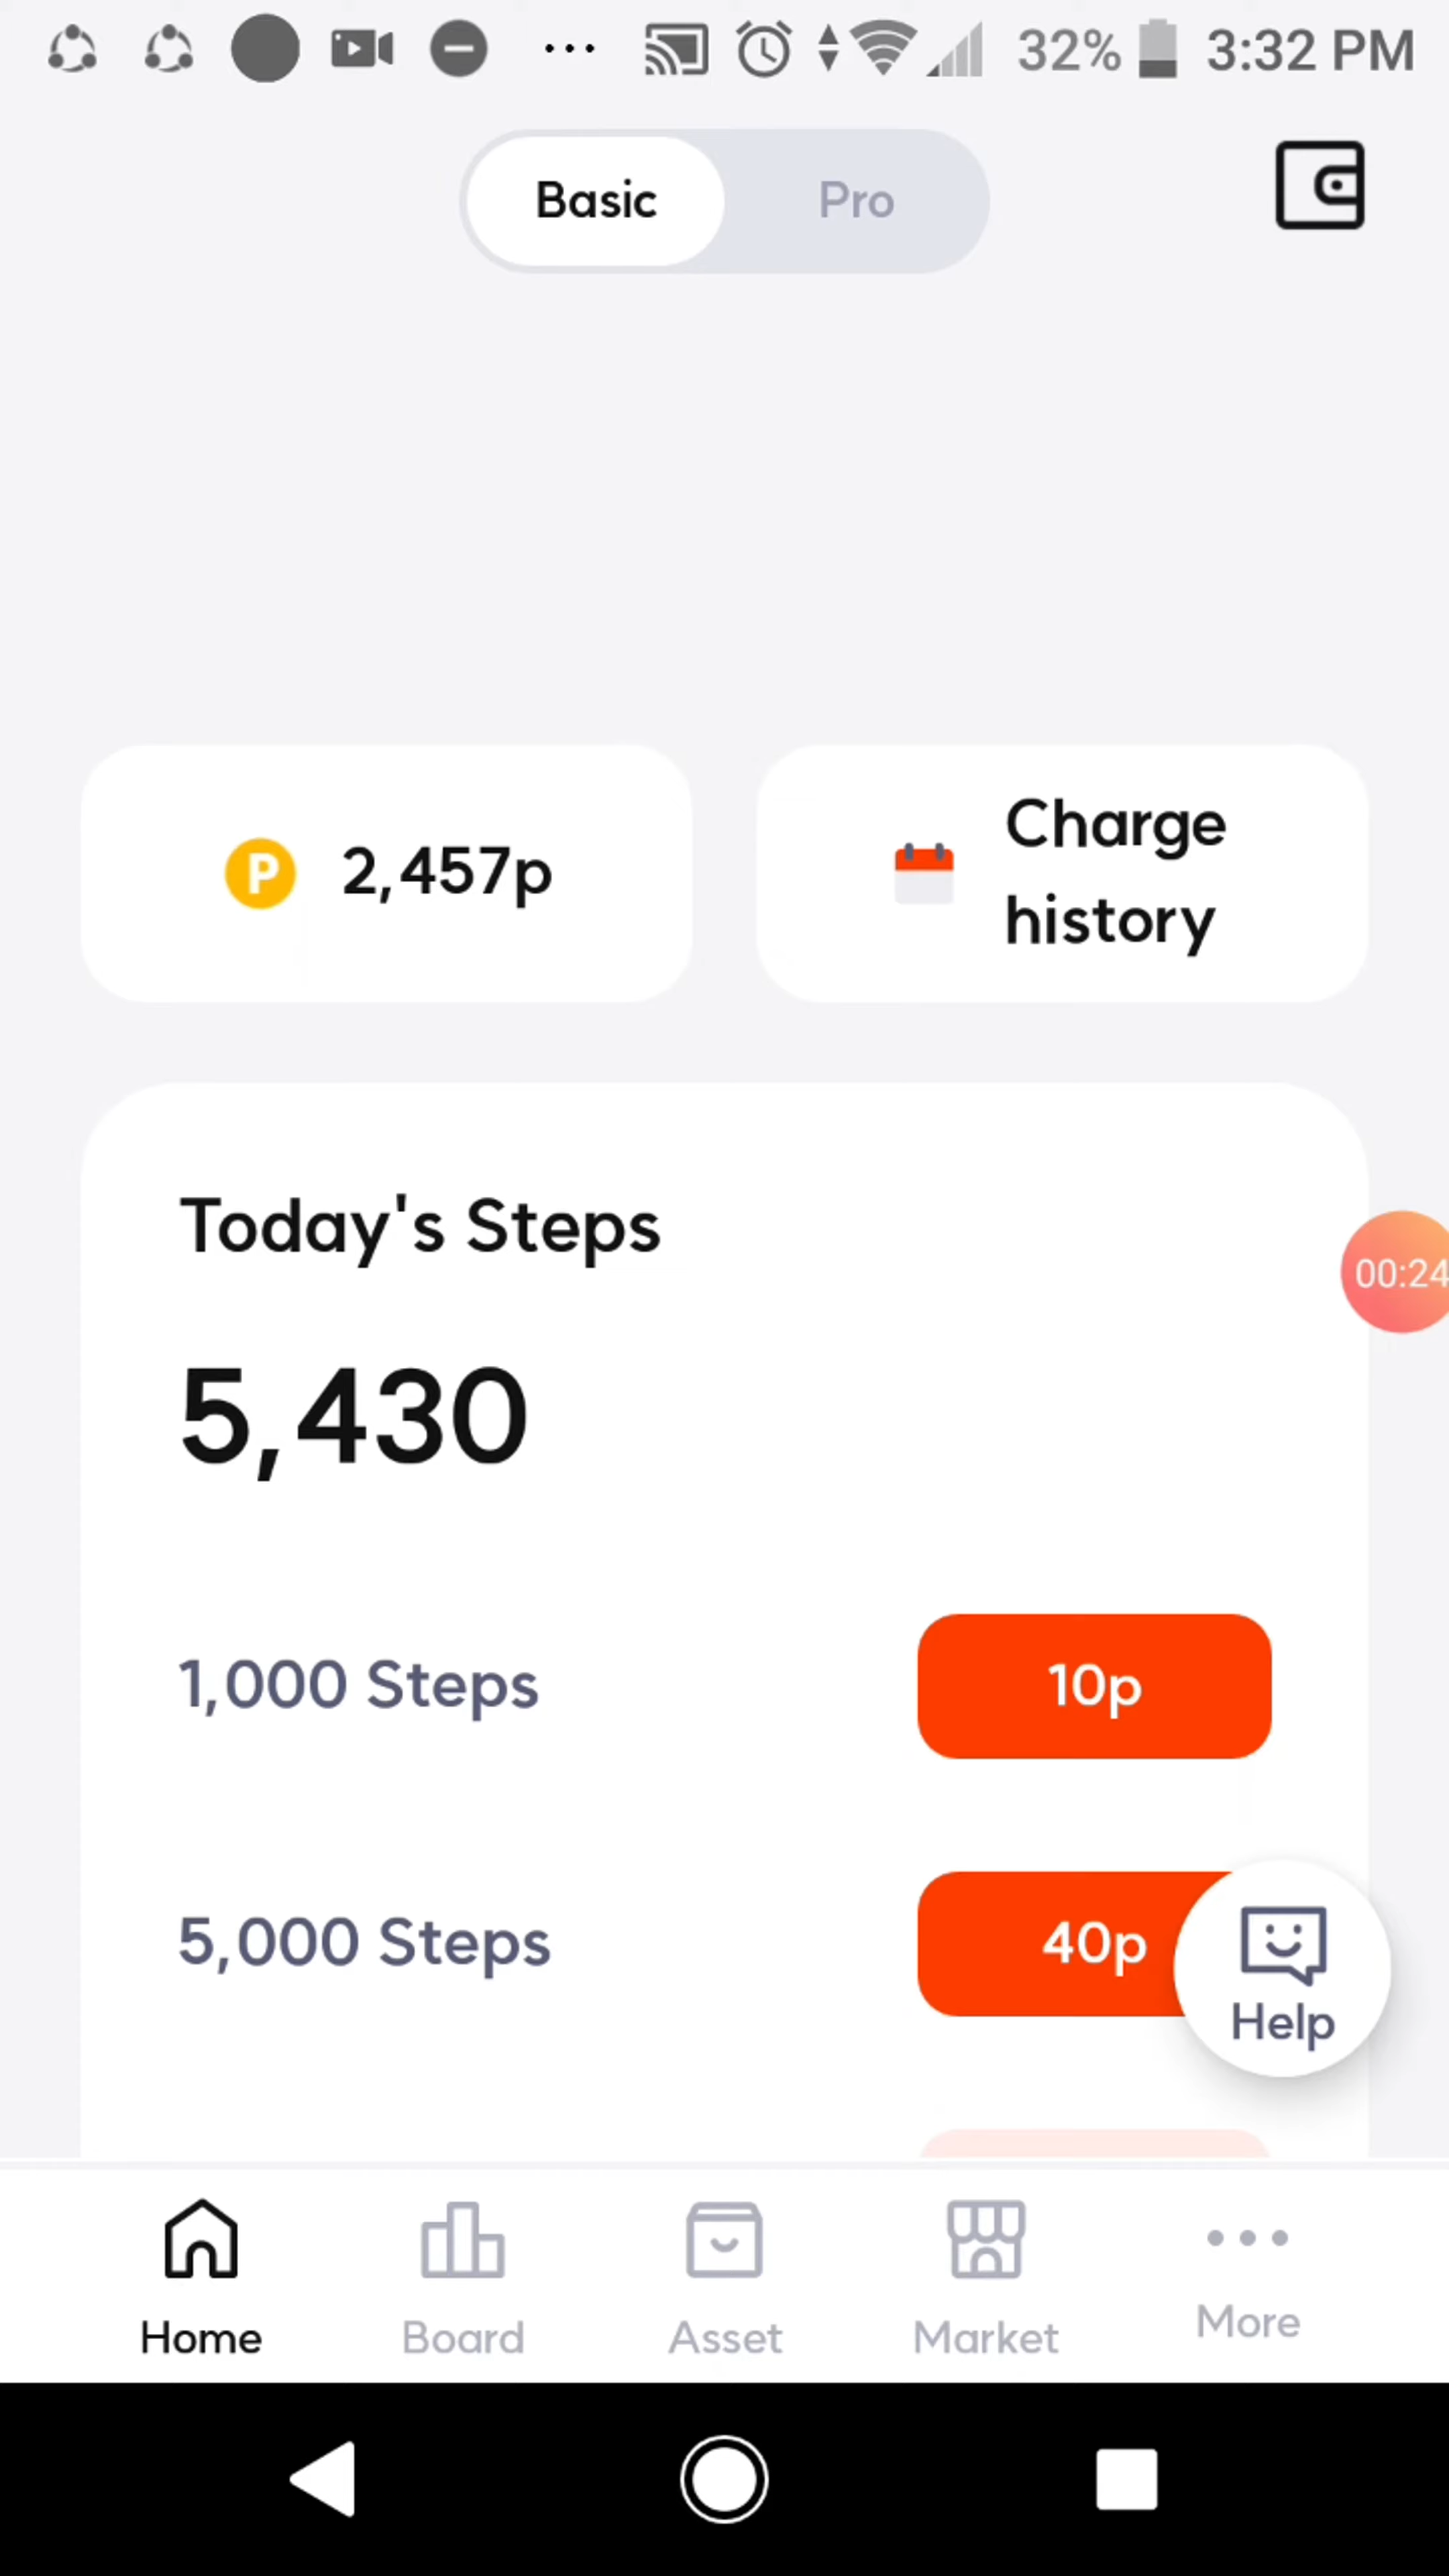 32% 3:32 PM
Basic Pro
P 2,457p
Charge
history
Today's Steps
5,430
00:24
1,000 Steps 10p
5,000 Steps 40p
Help
Home Board Asset Market More